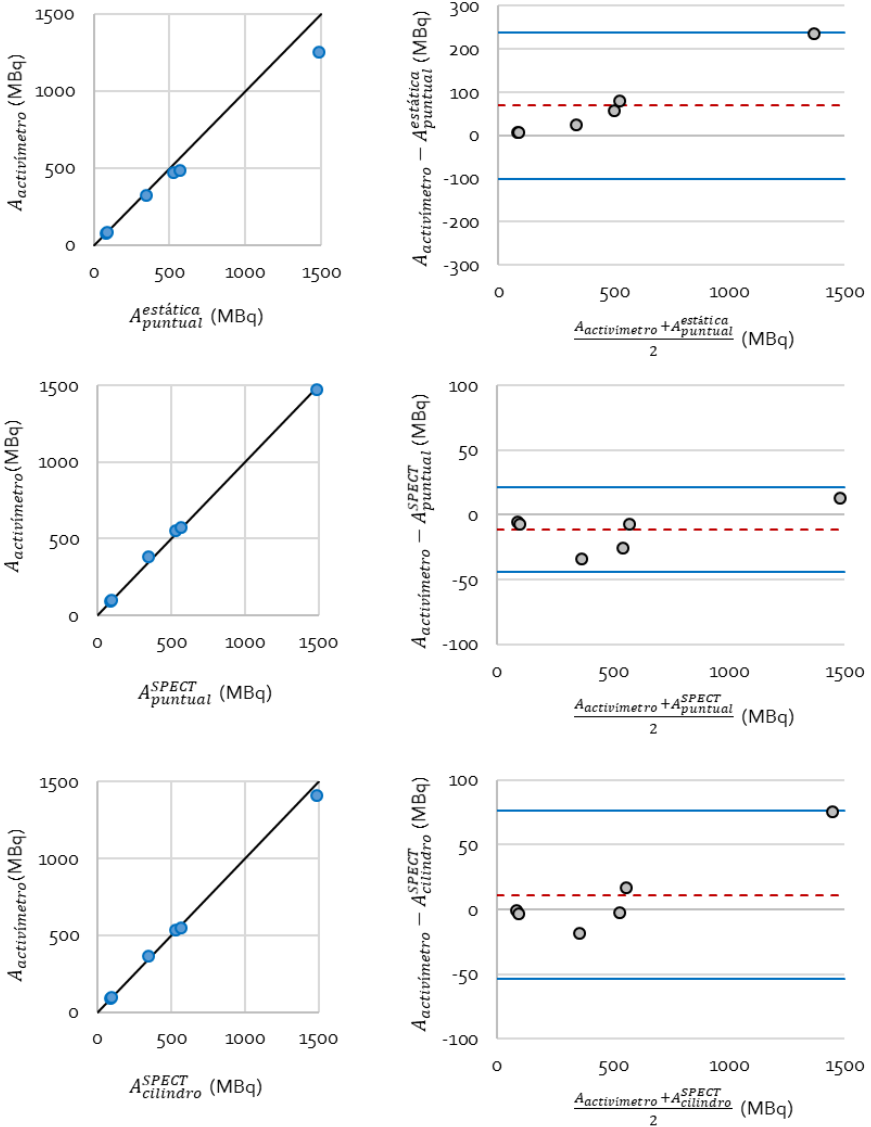 1500
1000
500
0
0 500 1000 1500
A_activímetro (MBq)
A_puntual^estática (MBq)
300
200
100
0
-100
-200
-300
0 500 1000 1500
A_activímetro − A_puntual^estática (MBq)
A_activímetro + A_puntual^estática
2
(MBq)
1500
1000
500
0
0 500 1000 1500
A_activímetro(MBq)
A_puntual^SPECT (MBq)
100
50
0
-50
-100
0 500 1000 1500
A_activímetro − A_puntual^SPECT (MBq)
A_activímetro + A_puntual^SPECT
2
(MBq)
1500
1000
500
0
0 500 1000 1500
A_activímetro(MBq)
A_cilindro^SPECT (MBq)
100
50
0
-50
-100
0 500 1000 1500
A_activímetro − A_cilindro^SPECT (MBq)
A_activímetro + A_cilindro^SPECT
2
(MBq)